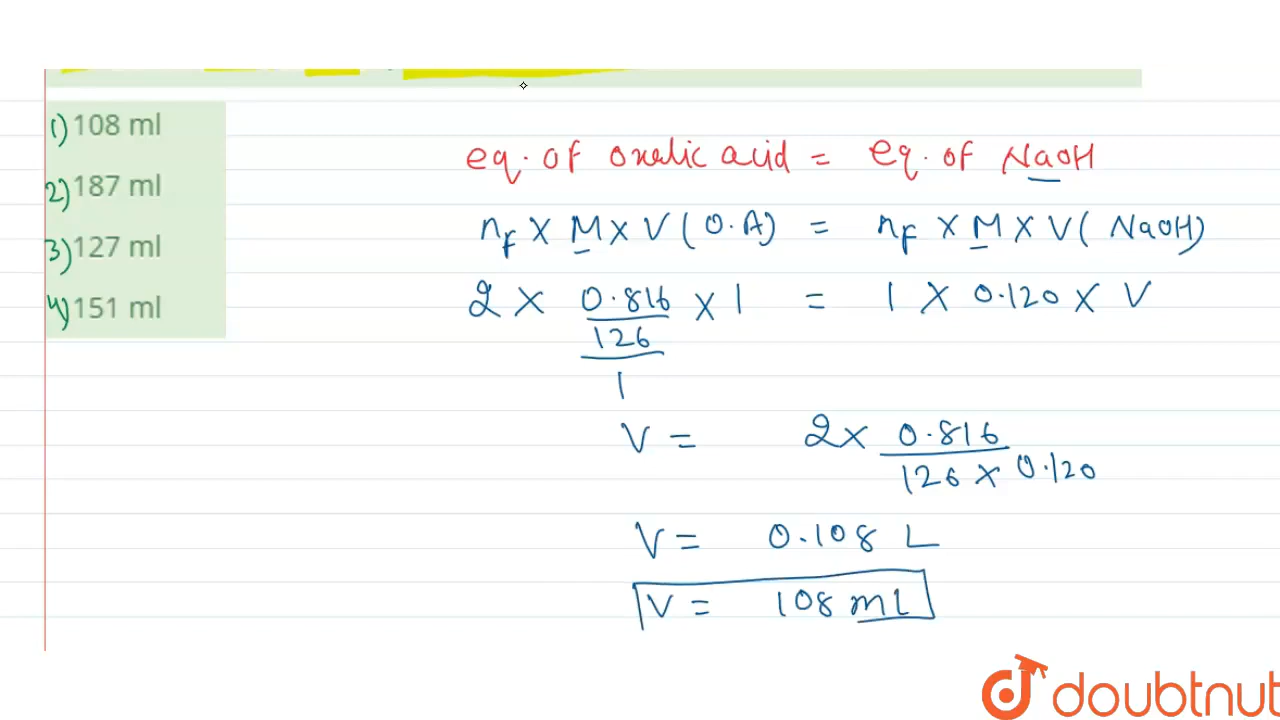 1) 108 ml
2) 187 ml
3) 127 ml
4) 151 ml
eq. of oxalic acid = eq. of NaOH
nF × M × V (O.A) = nF × M × V (NaOH)
2 × 0.816/126/1 × 1 = 1 × 0.120 × V
V = 2 × 0.816/126 × 0.120
V = 0.108 L
V = 108 mL
doubtnut